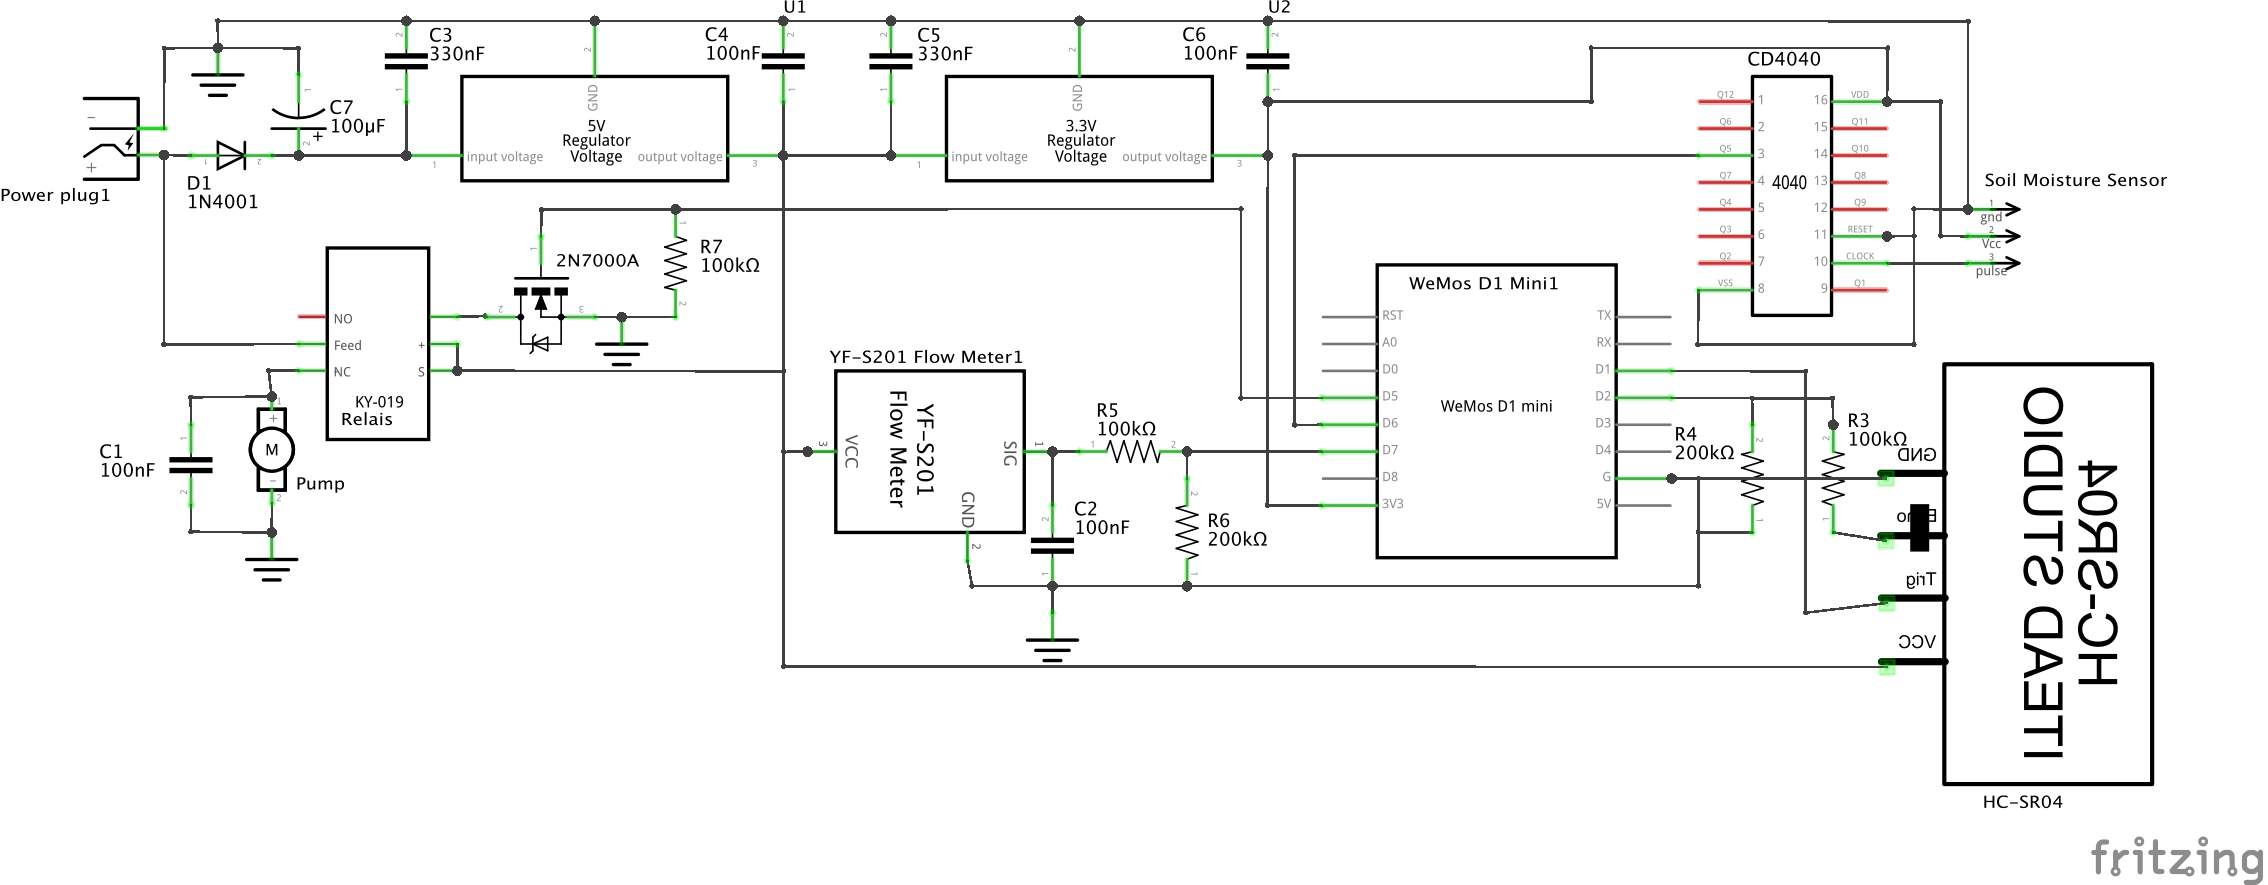 U1
U2
C3
330nF
C4
100nF
C5
330nF
C6
100nF
CD4040
C7
100µF
Power plug1
D1
1N4001
GND
5V
Regulator
Voltage
input voltage
output voltage
GND
3.3V
Regulator
Voltage
input voltage
output voltage
Q12
1
16
VDD
Q6
2
15
Q11
Q5
3
14
Q10
Q7
4
4040
13
Q8
Q4
5
12
Q9
Q3
6
11
RESET
Q2
7
10
CLOCK
VSS
8
9
Q1
Soil Moisture Sensor
1
gnd
2
Vcc
3
pulse
2N7000A
R7
100kΩ
NO
Feed
NC
+
S
KY-019
Relais
C1
100nF
M
Pump
YF-S201 Flow Meter1
YF-S201
Flow Meter
VCC
SIG
GND
R5
100kΩ
C2
100nF
R6
200kΩ
WeMos D1 Mini1
WeMos D1 mini
RST
A0
D0
D5
D6
D7
D8
3V3
TX
RX
D1
D2
D3
D4
G
5V
R4
200kΩ
R3
100kΩ
GND
Trig
VCC
HC-SR04
ITEAD STUDIO
HC-SR04
fritzing